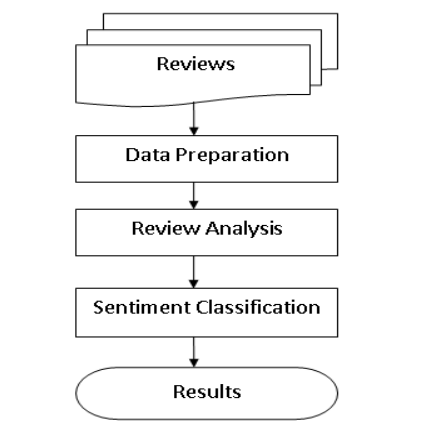 Reviews
Data Preparation
Review Analysis
Sentiment Classification
Results